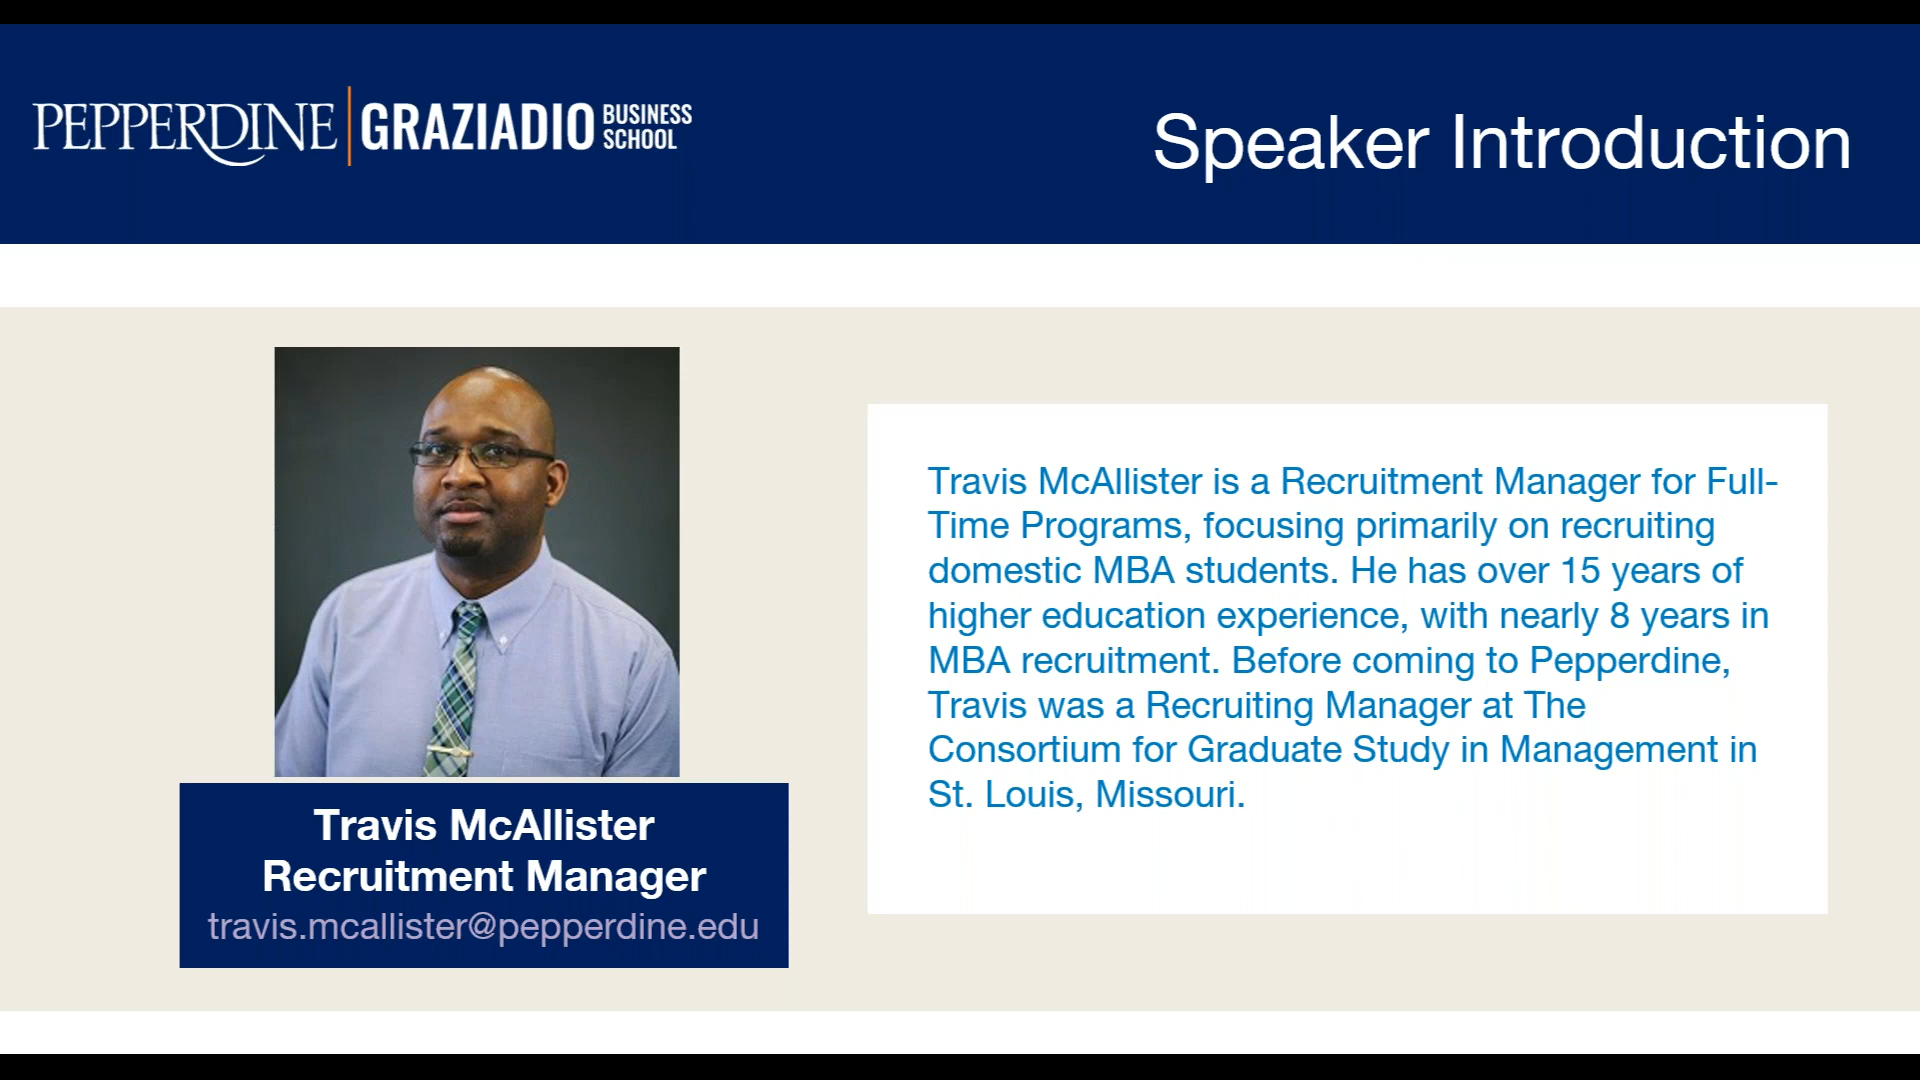 PEPPERDINE GRAZIADIO BUSINESS SCHOOL
Speaker Introduction
Travis McAllister
Recruitment Manager
travis.mcallister@pepperdine.edu
Travis McAllister is a Recruitment Manager for Full-
Time Programs, focusing primarily on recruiting
domestic MBA students. He has over 15 years of
higher education experience, with nearly 8 years in
MBA recruitment. Before coming to Pepperdine,
Travis was a Recruiting Manager at The
Consortium for Graduate Study in Management in
St. Louis, Missouri.